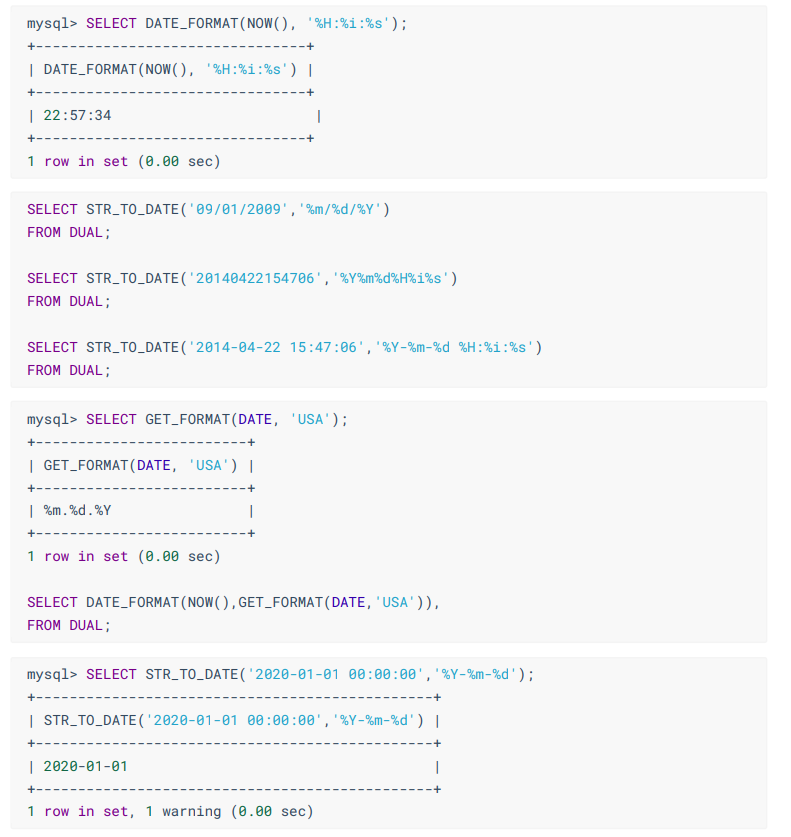 mysql> SELECT DATE_FORMAT(NOW(), '%H:%i:%s');
+--------------------------------+
| DATE_FORMAT(NOW(), '%H:%i:%s') |
+--------------------------------+
| 22:57:34                        |
+--------------------------------+
1 row in set (0.00 sec)
SELECT STR_TO_DATE('09/01/2009','%m/%d/%Y')
FROM DUAL;
SELECT STR_TO_DATE('20140422154706','%Y%m%d%H%i%s')
FROM DUAL;
SELECT STR_TO_DATE('2014-04-22 15:47:06','%Y-%m-%d %H:%i:%s')
FROM DUAL;
mysql> SELECT GET_FORMAT(DATE, 'USA');
+-------------------------+
| GET_FORMAT(DATE, 'USA') |
+-------------------------+
| %m.%d.%Y                |
+-------------------------+
1 row in set (0.00 sec)
SELECT DATE_FORMAT(NOW(),GET_FORMAT(DATE,'USA')),
FROM DUAL;
mysql> SELECT STR_TO_DATE('2020-01-01 00:00:00','%Y-%m-%d');
+-----------------------------------------------+
| STR_TO_DATE('2020-01-01 00:00:00','%Y-%m-%d') |
+-----------------------------------------------+
| 2020-01-01                                    |
+-----------------------------------------------+
1 row in set, 1 warning (0.00 sec)